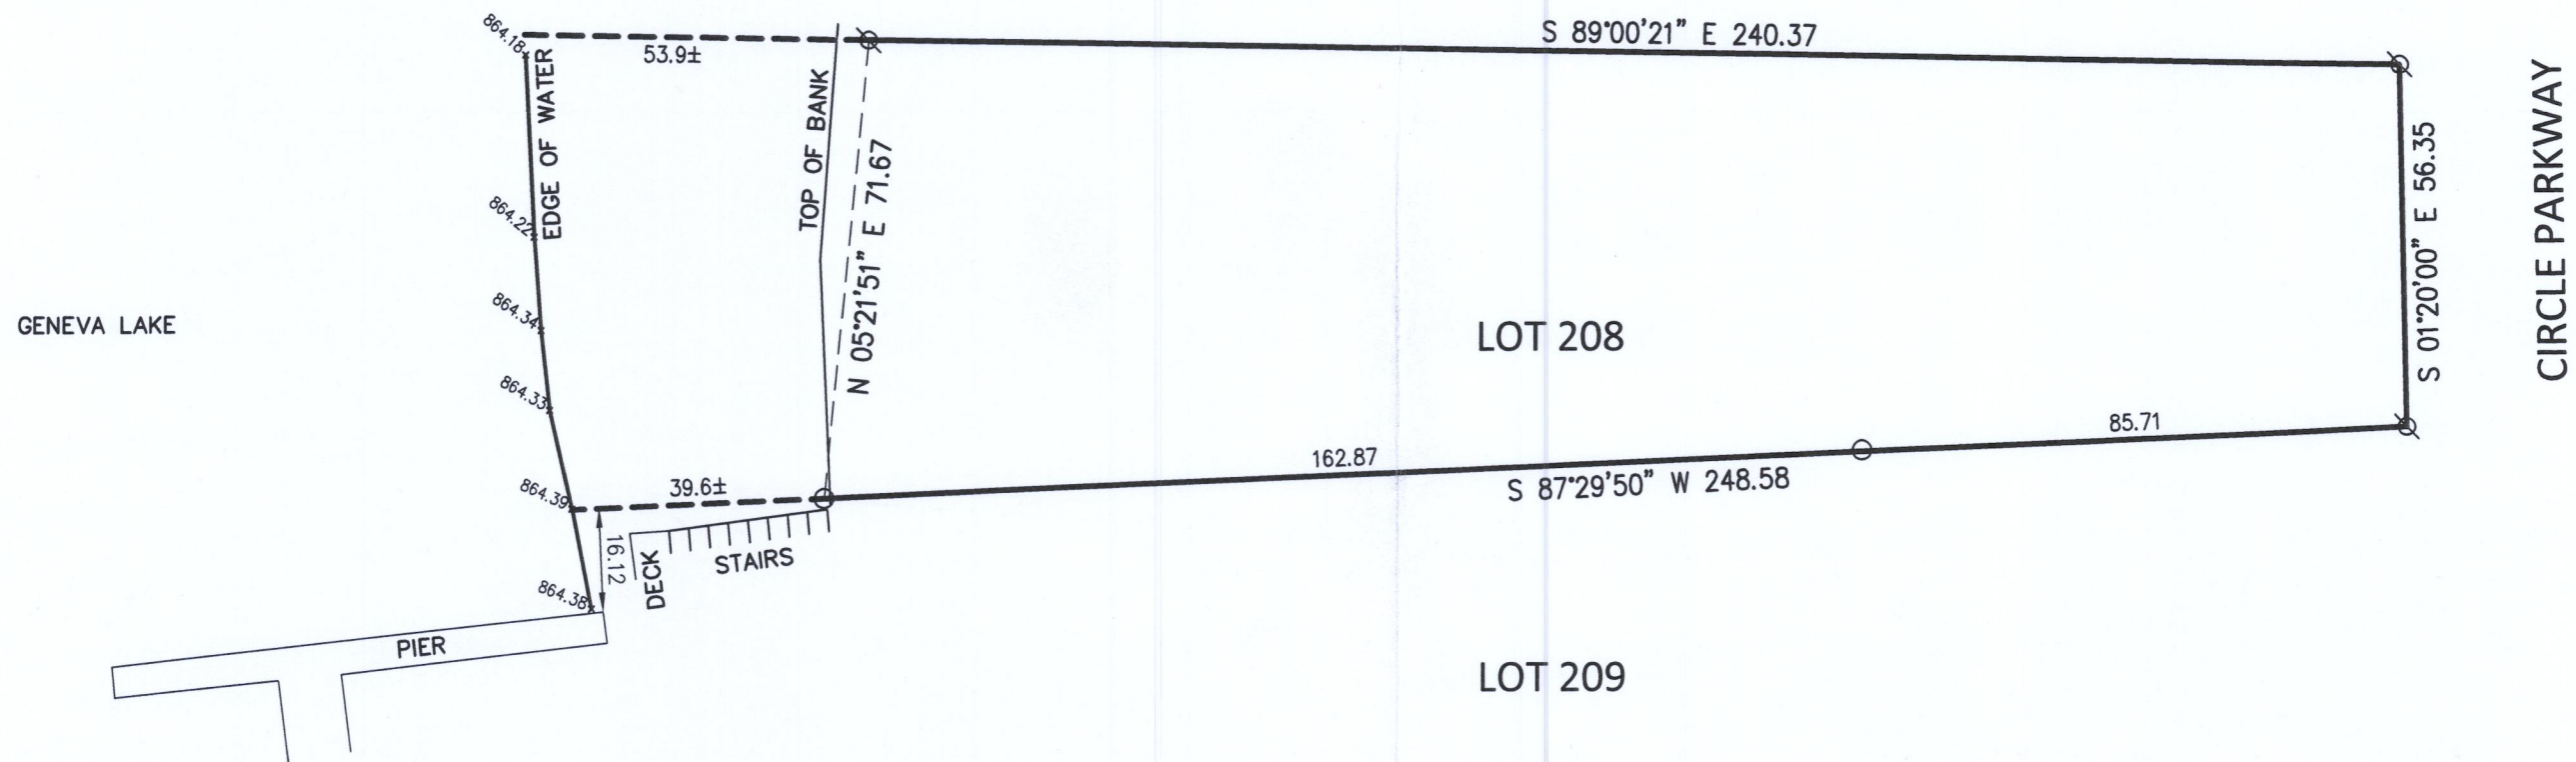 864.18
53.9±
S 89°00'21" E 240.37
EDGE OF WATER
TOP OF BANK
N 05°21'51" E 71.67
S 01°20'00" E 56.35
CIRCLE PARKWAY
864.22
864.34
GENEVA LAKE
LOT 208
864.33
85.71
162.87
S 87°29'50" W 248.58
864.39
39.6±
16.12
DECK
STAIRS
864.38
PIER
LOT 209